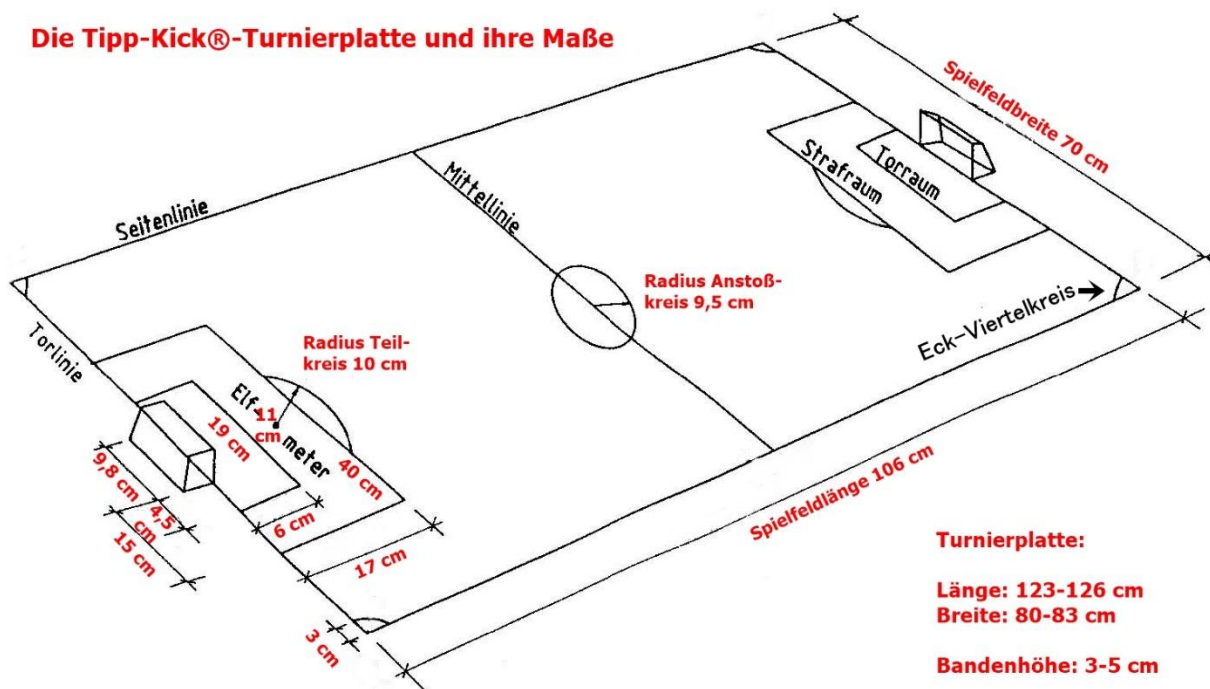 Die Tipp-Kick®-Turnierplatte und ihre Maße
Spielfeldbreite 70 cm
Torraum
Strafraum
Mittellinie
Seitenlinie
Radius Anstoß-
kreis 9,5 cm
Eck-Viertelkreis
Torlinie
Radius Teil-
kreis 10 cm
Elf-
meter
11
cm
19 cm
40 cm
9,8 cm
4,5
cm
15 cm
6 cm
17 cm
3 cm
Spielfeldlänge 106 cm
Turnierplatte:
Länge: 123-126 cm
Breite: 80-83 cm
Bandenhöhe: 3-5 cm